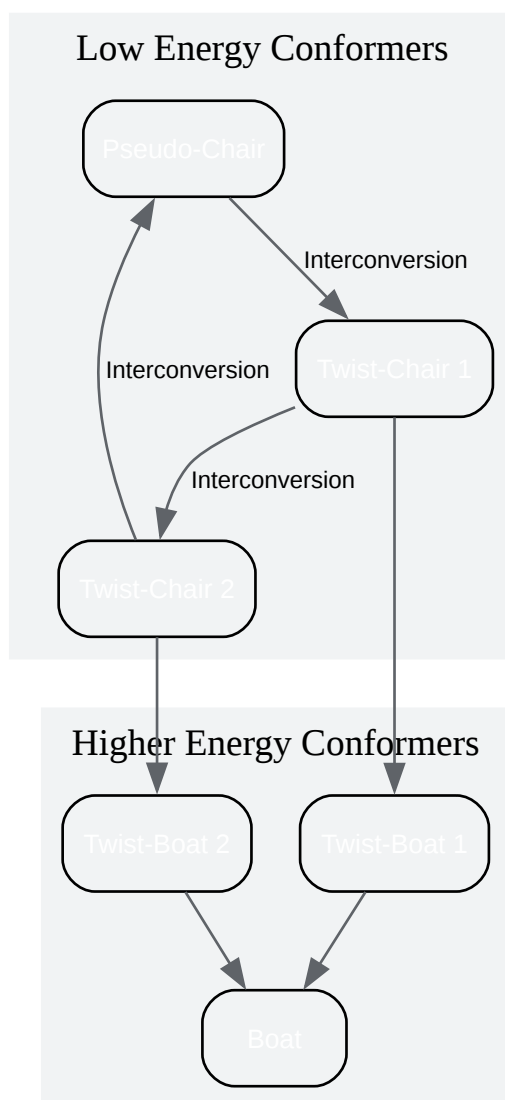 Low Energy Conformers
Pseudo-Chair
Interconversion
Twist-Chair 1
Interconversion
Interconversion
Twist-Chair 2
Higher Energy Conformers
Twist-Boat 2
Twist-Boat 1
Boat